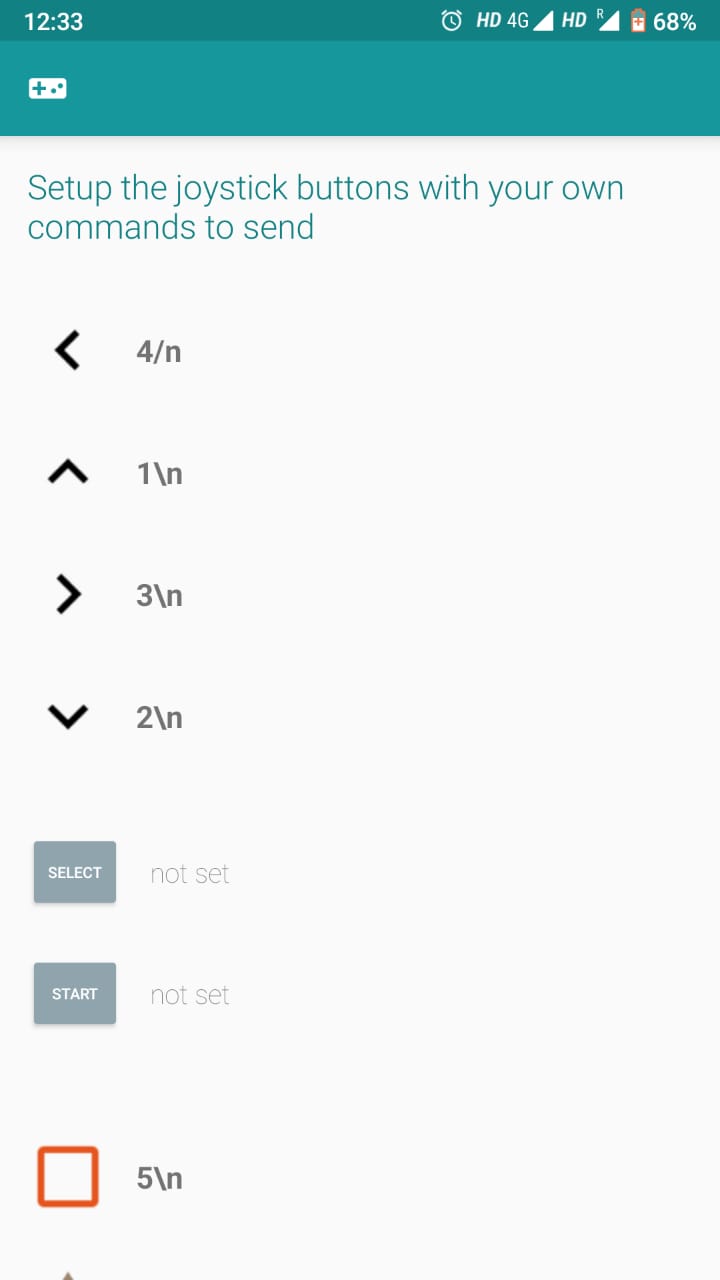 12:33 HD 4G HD R 68%
Setup the joystick buttons with your own
commands to send
4/n
1\n
3\n
2\n
SELECT not set
START not set
5\n